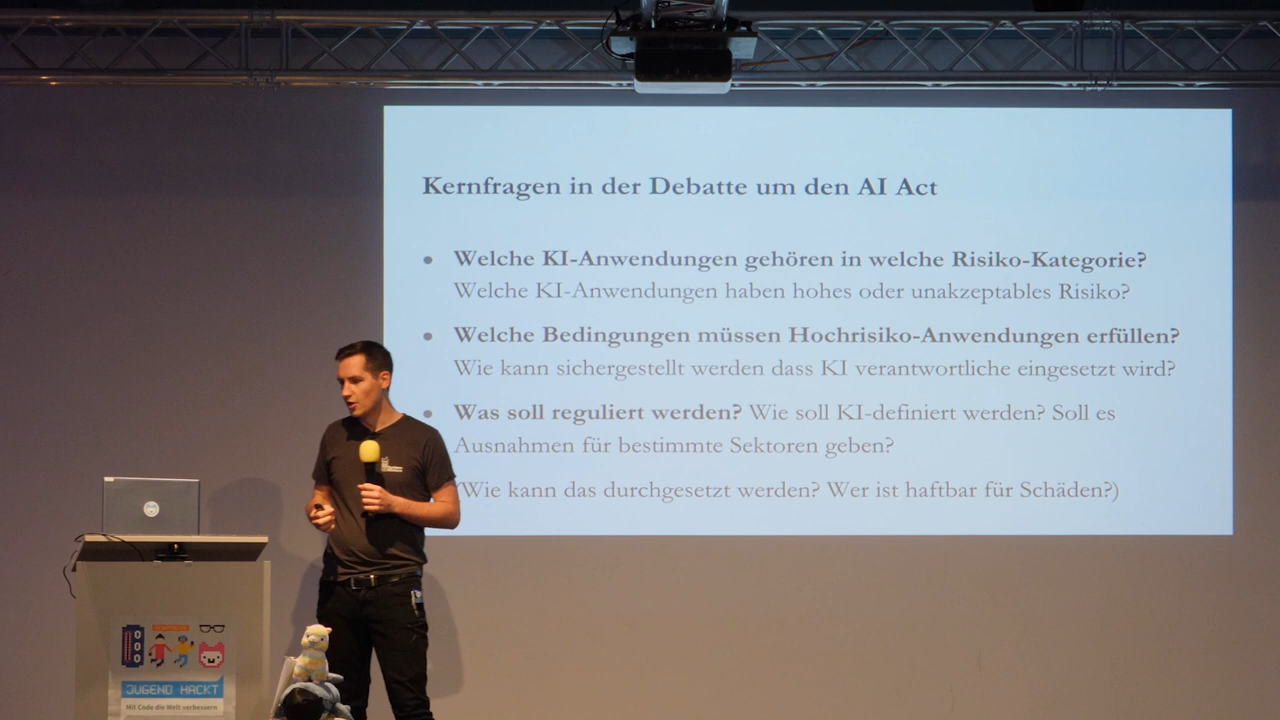 Kernfragen in der Debatte um den AI Act
Welche KI-Anwendungen gehören in welche Risiko-Kategorie?
Welche KI-Anwendungen haben hohes oder unakzeptables Risiko?
Welche Bedingungen müssen Hochrisiko-Anwendungen erfüllen?
Wie kann sichergestellt werden dass KI verantwortliche eingesetzt wird?
Was soll reguliert werden? Wie soll KI-definiert werden? Soll es
Ausnahmen für bestimmte Sektoren geben?
Wie kann das durchgesetzt werden? Wer ist haftbar für Schäden?)
JUGEND HACKT
Mit Code die Welt verbessern